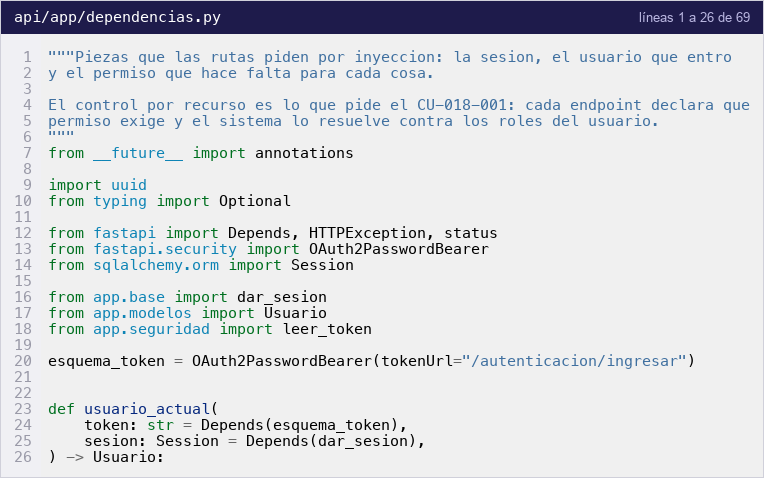 api/app/dependencias.py
líneas 1 a 26 de 69
1 """Piezas que las rutas piden por inyeccion: la sesion, el usuario que entro
2 y el permiso que hace falta para cada cosa.
3
4 El control por recurso es lo que pide el CU-018-001: cada endpoint declara que
5 permiso exige y el sistema lo resuelve contra los roles del usuario.
6 """
7 from __future__ import annotations
8
9 import uuid
10 from typing import Optional
11
12 from fastapi import Depends, HTTPException, status
13 from fastapi.security import OAuth2PasswordBearer
14 from sqlalchemy.orm import Session
15
16 from app.base import dar_sesion
17 from app.modelos import Usuario
18 from app.seguridad import leer_token
19
20 esquema_token = OAuth2PasswordBearer(tokenUrl="/autenticacion/ingresar")
21
22
23 def usuario_actual(
24     token: str = Depends(esquema_token),
25     sesion: Session = Depends(dar_sesion),
26 ) -> Usuario: